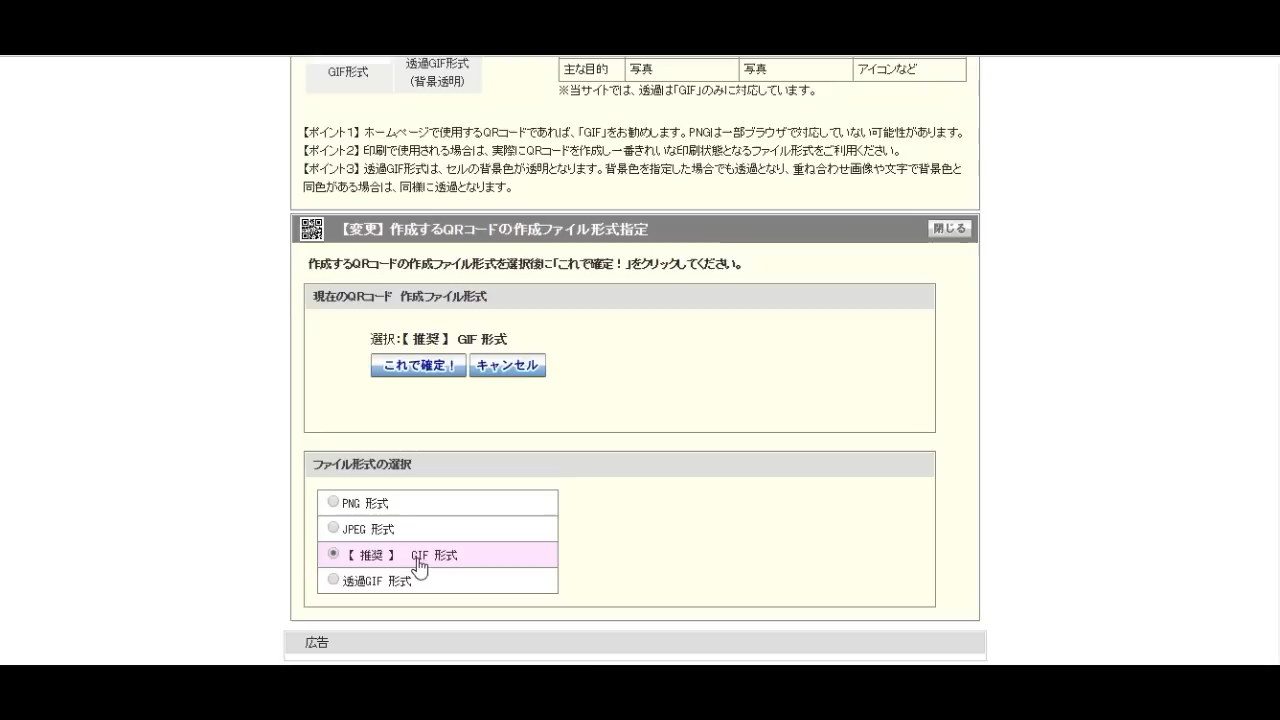 GIF形式
透過GIF形式
(背景透明)
主な目的 写真 写真 アイコンなど
※当サイトでは、透過は「GIF」のみに対応しています。
【ポイント1】 ホームページで使用するQRコードであれば、「GIF」をお勧めします。PNGは一部ブラウザで対応していない可能性があります。
【ポイント2】 印刷で使用される場合は、実際にQRコードを作成し一番きれいな印刷状態となるファイル形式をご利用ください。
【ポイント3】 透過GIF形式は、セルの背景色が透明となります。背景色を指定した場合でも透過となり、重ね合わせ画像や文字で背景色と
同色がある場合は、同様に透過となります。
【変更】作成するQRコードの作成ファイル形式指定 閉じる
作成するQRコードの作成ファイル形式を選択後に「これで確定！」をクリックしてください。
現在のQRコード 作成ファイル形式
選択:【 推奨 】 GIF 形式
これで確定！ キャンセル
ファイル形式の選択
PNG 形式
JPEG 形式
【 推奨 】 GIF 形式
透過GIF 形式
広告